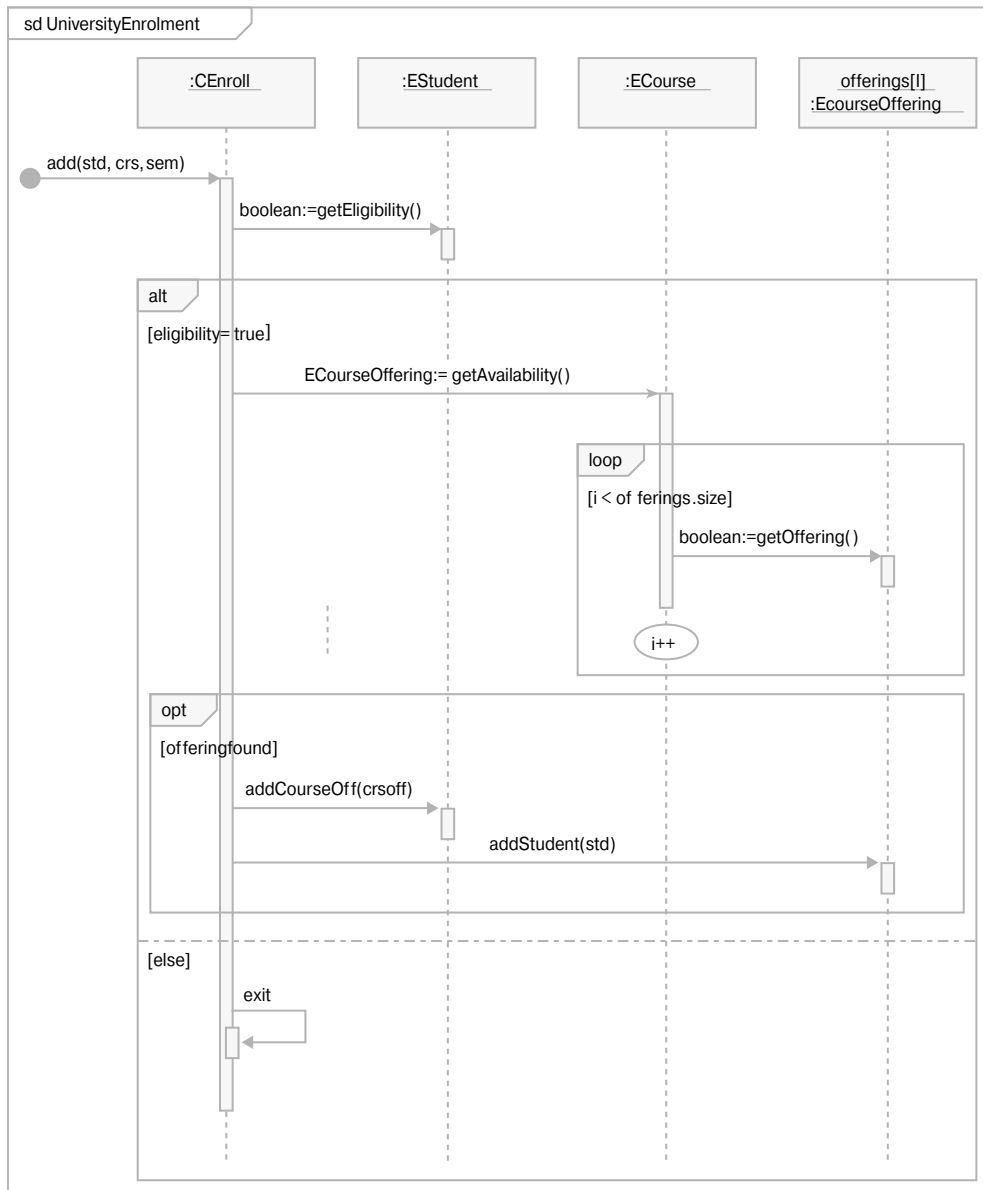 sd UniversityEnrolment
:CEnroll
:EStudent
:ECourse
offerings[I]
:EcourseOffering
add(std, crs, sem)
boolean:=getEligibility()
alt
[eligibility= true]
ECourseOffering:= getAvailability()
loop
[i < of ferings.size]
boolean:=getOffering()
i++
opt
[offeringfound]
addCourseOff(crsoff)
addStudent(std)
[else]
exit